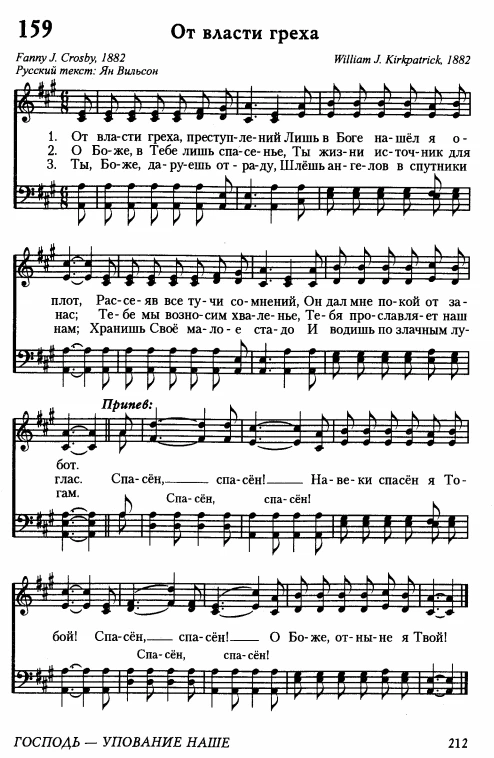 159
От власти греха
Fanny J. Crosby, 1882
William J. Kirkpatrick, 1882
Русский текст: Ян Вильсон
1. От вла-сти греха, преступ-ле-ний Лишь в Боге на-шёл я о-
2. О Бо-же, в Тебе лишь спа-се-нье, Ты жиз-ни ис-точ-ник для
3. Ты, Бо-же, да-ру-ешь от-ра-ду, Шлёшь ан-ге-лов в спутники
плот, Рас-се-яв все ту-чи со-мнений, Он дал мне по-кой от за-
нас; Те-бе мы возно-сим хва-ле-нье, Те-бя про-славля-ет наш
нам; Хранишь Своё ма-ло-е ста-до И водишь по злачным лу-
Припев:
бот.
глас. Спа-сён, спа-сён! На-ве-ки спасён я То-
гам.
Спа-сён, спа-сён!
бой! Спа-сён, спа-сён! О Бо-же, от-ны-не я Твой!
Спа-сён, спа-сён!
ГОСПОДЬ — УПОВАНИЕ НАШЕ
212